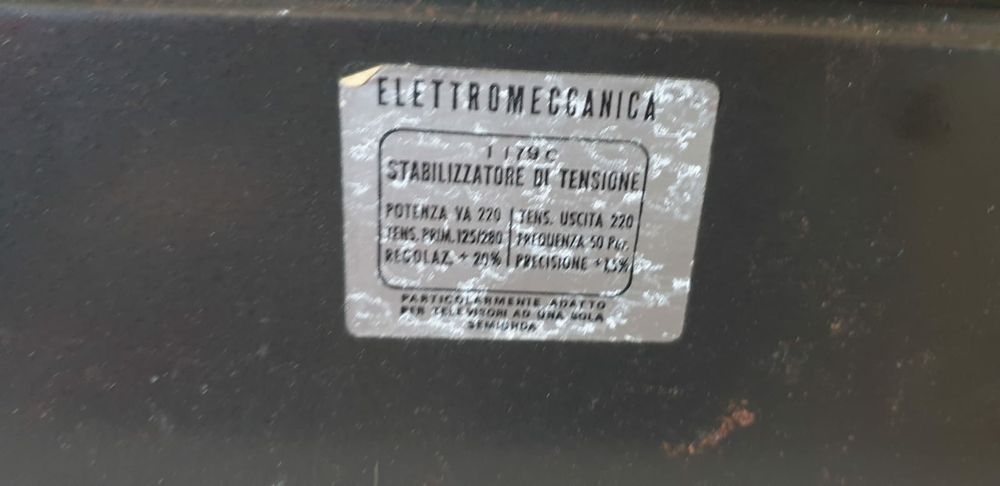 ELETTROMECCANICA
1179C
STABILIZZATORE DI TENSIONE
POTENZA VA 220 TENS. USCITA 220
TENS. PRIM. 125/280 FREQUENZA 50 Per.
REGOLAZ. + 20% PRECISIONE + 1,5%
PARTICOLARMENTE ADATTO
PER TELEVISORI AD UNA SOLA
SEMIONDA